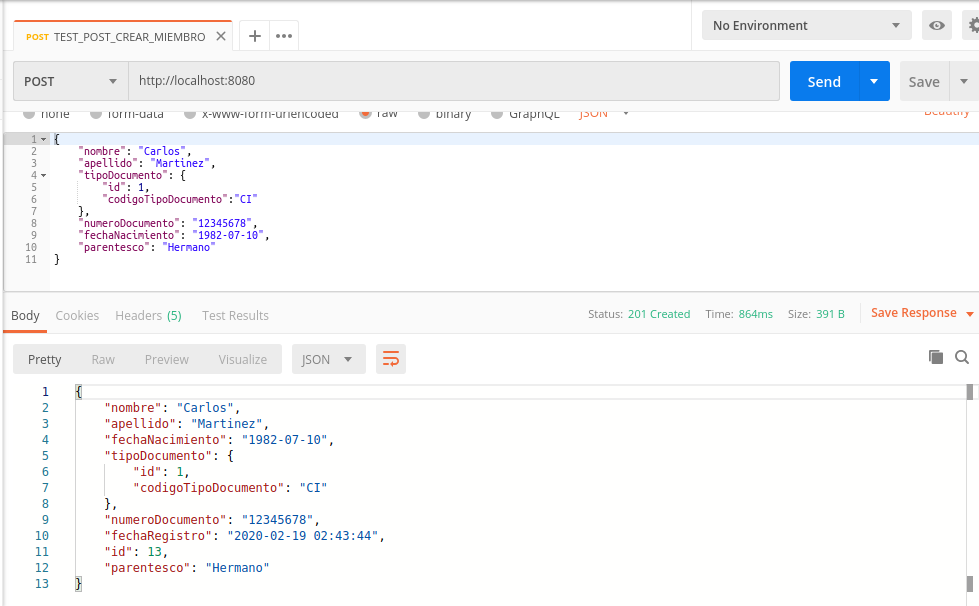 POST TEST_POST_CREAR_MIEMBRO
No Environment
POST http://localhost:8080 Send Save
none form-data x-www-form-urlencoded raw binary GraphQL JSON Beautify
1 {
2 "nombre": "Carlos",
3 "apellido": "Martinez",
4 "tipoDocumento": {
5 "id": 1,
6 "codigoTipoDocumento":"CI"
7 },
8 "numeroDocumento": "12345678",
9 "fechaNacimiento": "1982-07-10",
10 "parentesco": "Hermano"
11 }
Body Cookies Headers (5) Test Results Status: 201 Created Time: 864ms Size: 391 B Save Response
Pretty Raw Preview Visualize JSON
1 {
2 "nombre": "Carlos",
3 "apellido": "Martinez",
4 "fechaNacimiento": "1982-07-10",
5 "tipoDocumento": {
6 "id": 1,
7 "codigoTipoDocumento": "CI"
8 },
9 "numeroDocumento": "12345678",
10 "fechaRegistro": "2020-02-19 02:43:44",
11 "id": 13,
12 "parentesco": "Hermano"
13 }